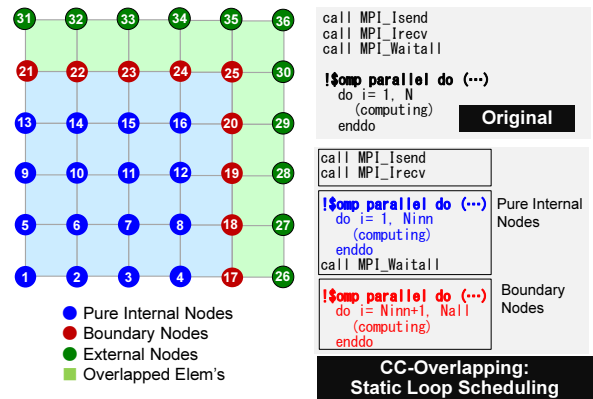 31 32 33 34 35 36
21 22 23 24 25 30
13 14 15 16 20 29
9 10 11 12 19 28
5 6 7 8 18 27
1 2 3 4 17 26
Pure Internal Nodes
Boundary Nodes
External Nodes
Overlapped Elem's
call MPI_Isend
call MPI_Irecv
call MPI_Waitall
!$omp parallel do (…)
do i= 1, N
(computing)
enddo
Original
call MPI_Isend
call MPI_Irecv
!$omp parallel do (…)
do i= 1, Ninn
(computing)
enddo
call MPI_Waitall
Pure Internal
Nodes
!$omp parallel do (…)
do i= Ninn+1, Nall
(computing)
enddo
Boundary
Nodes
CC-Overlapping:
Static Loop Scheduling